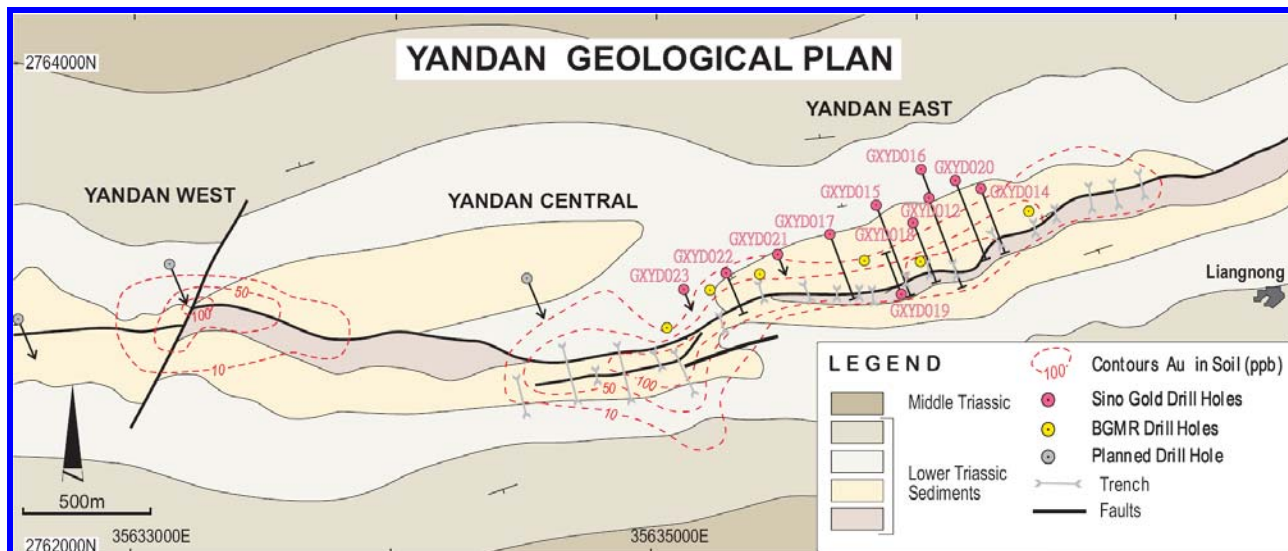 YANDAN GEOLOGICAL PLAN
2764000N
YANDAN EAST
GXYD016
GXYD020
YANDAN WEST
GXYD015
GXYD014
YANDAN CENTRAL
GXYD012
GXYD017
GXYD018
GXYD021
GXYD022
GXYD023
Liangnong
50
100
GXYD019
10
100
50
10
LEGEND
Contours Au in Soil (ppb)
100
Middle Triassic
Sino Gold Drill Holes
BGMR Drill Holes
Planned Drill Hole
Lower Triassic
Sediments
Trench
Faults
N
500m
2762000N
35633000E
35635000E